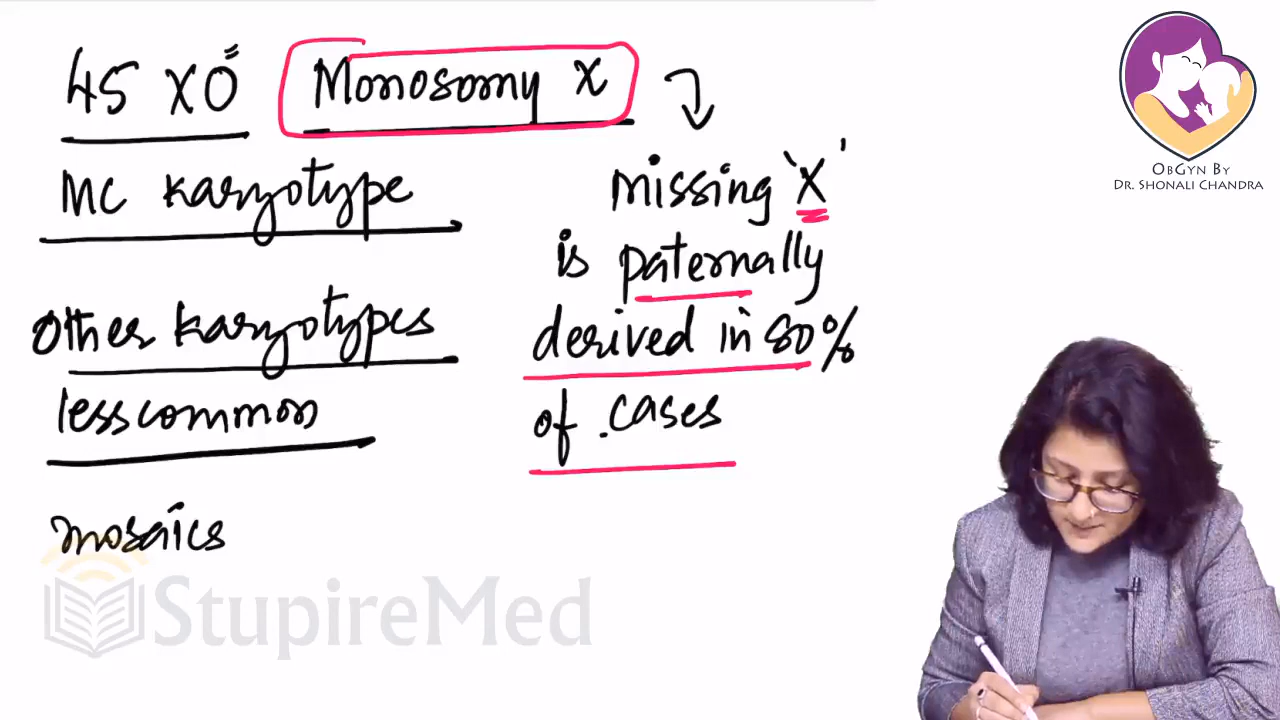 45 XO
Monosomy X
MC karyotype
missing 'X'
is paternally
derived in 80%
of cases
Other karyotypes
less common
mosaics
StupireMed
ObGyn By
Dr. Shonali Chandra